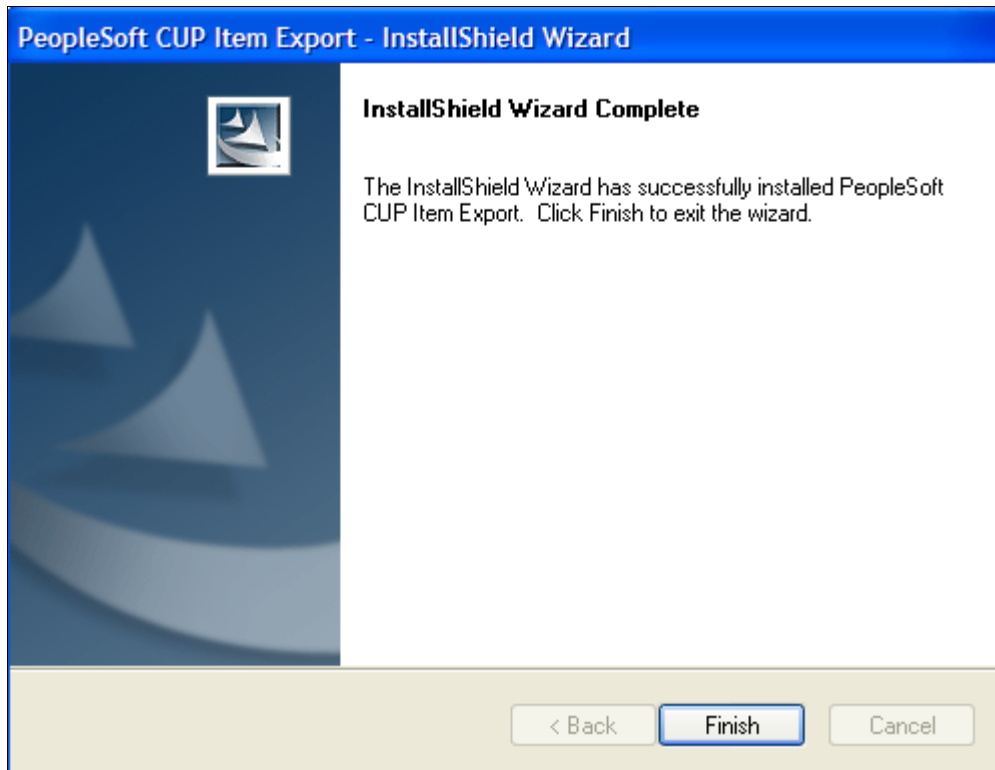 PeopleSoft CUP Item Export - InstallShield Wizard
InstallShield Wizard Complete
The InstallShield Wizard has successfully installed PeopleSoft
CUP Item Export. Click Finish to exit the wizard.
< Back
Finish
Cancel